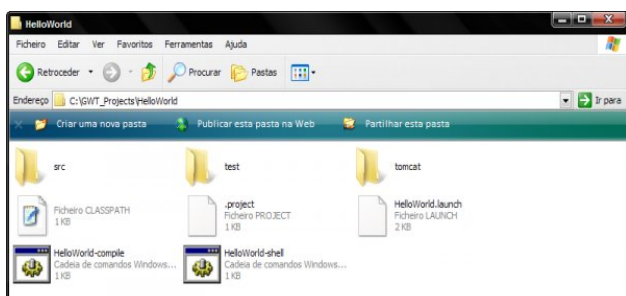 HelloWorld
Ficheiro Editar Ver Favoritos Ferramentas Ajuda
Retroceder Procurar Pastas
Endereço C:\GWT_Projects\HelloWorld Ir para
Criar uma nova pasta Publicar esta pasta na Web Partilhar esta pasta
src test tomcat
Ficheiro CLASSPATH
1 KB
.project
Ficheiro PROJECT
1 KB
HelloWorld.launch
Ficheiro LAUNCH
2 KB
HelloWorld-compile
Cadeia de comandos Windows...
1 KB
HelloWorld-shell
Cadeia de comandos Windows...
1 KB